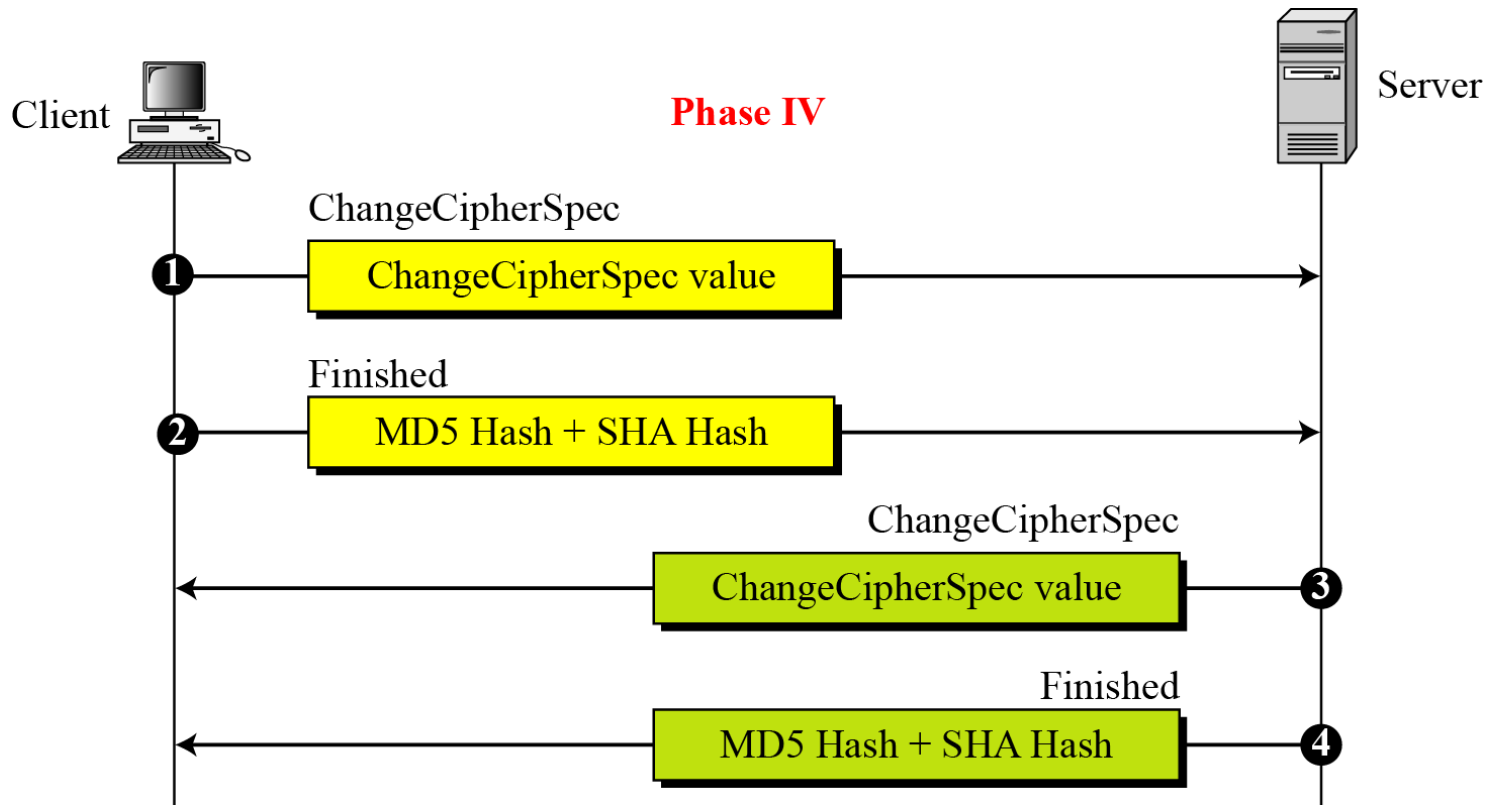 Client
Phase IV
Server
ChangeCipherSpec
1
ChangeCipherSpec value
Finished
2
MD5 Hash + SHA Hash
ChangeCipherSpec
ChangeCipherSpec value
3
Finished
MD5 Hash + SHA Hash
4